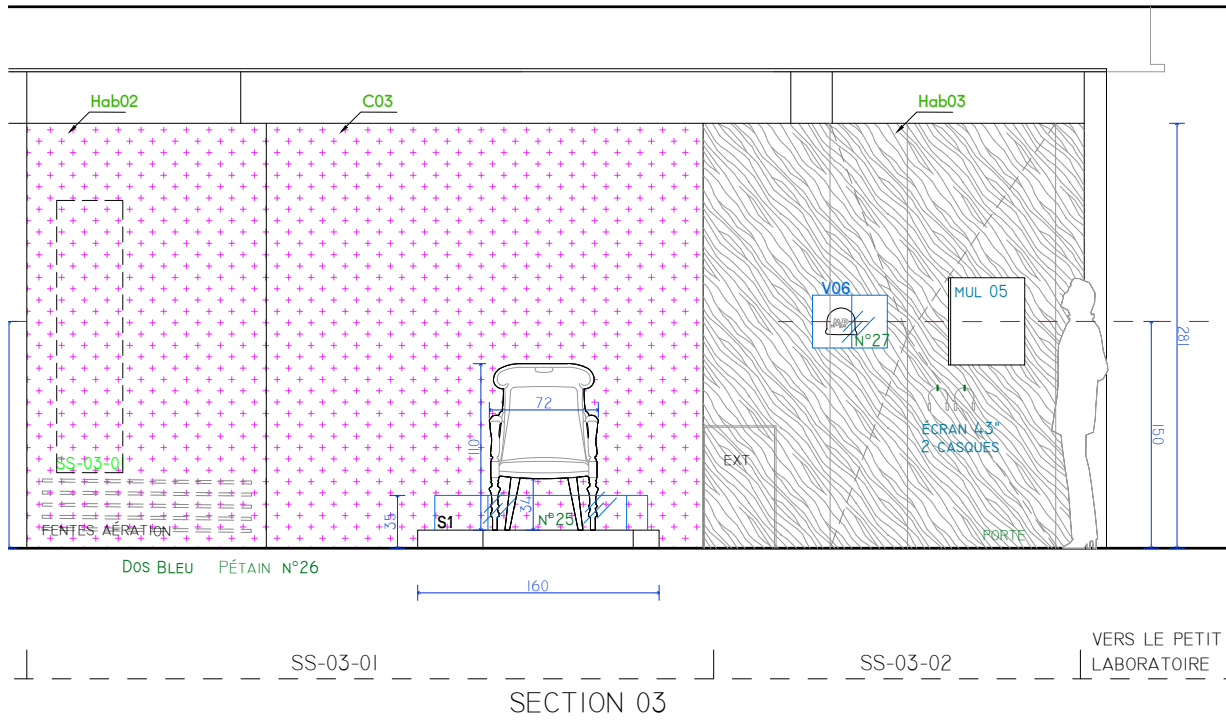 Hab02
C03
Hab03
V06
N°27
MUL 05
281
72
110
150
ÉCRAN 43"
2 CASQUES
EXT
SS-03-0
34
35
S1
N°25
FENTES AÉRATION
PORTE
DOS BLEU PÉTAIN N°26
160
SS-03-01
SS-03-02
VERS LE PETIT
LABORATOIRE
SECTION 03